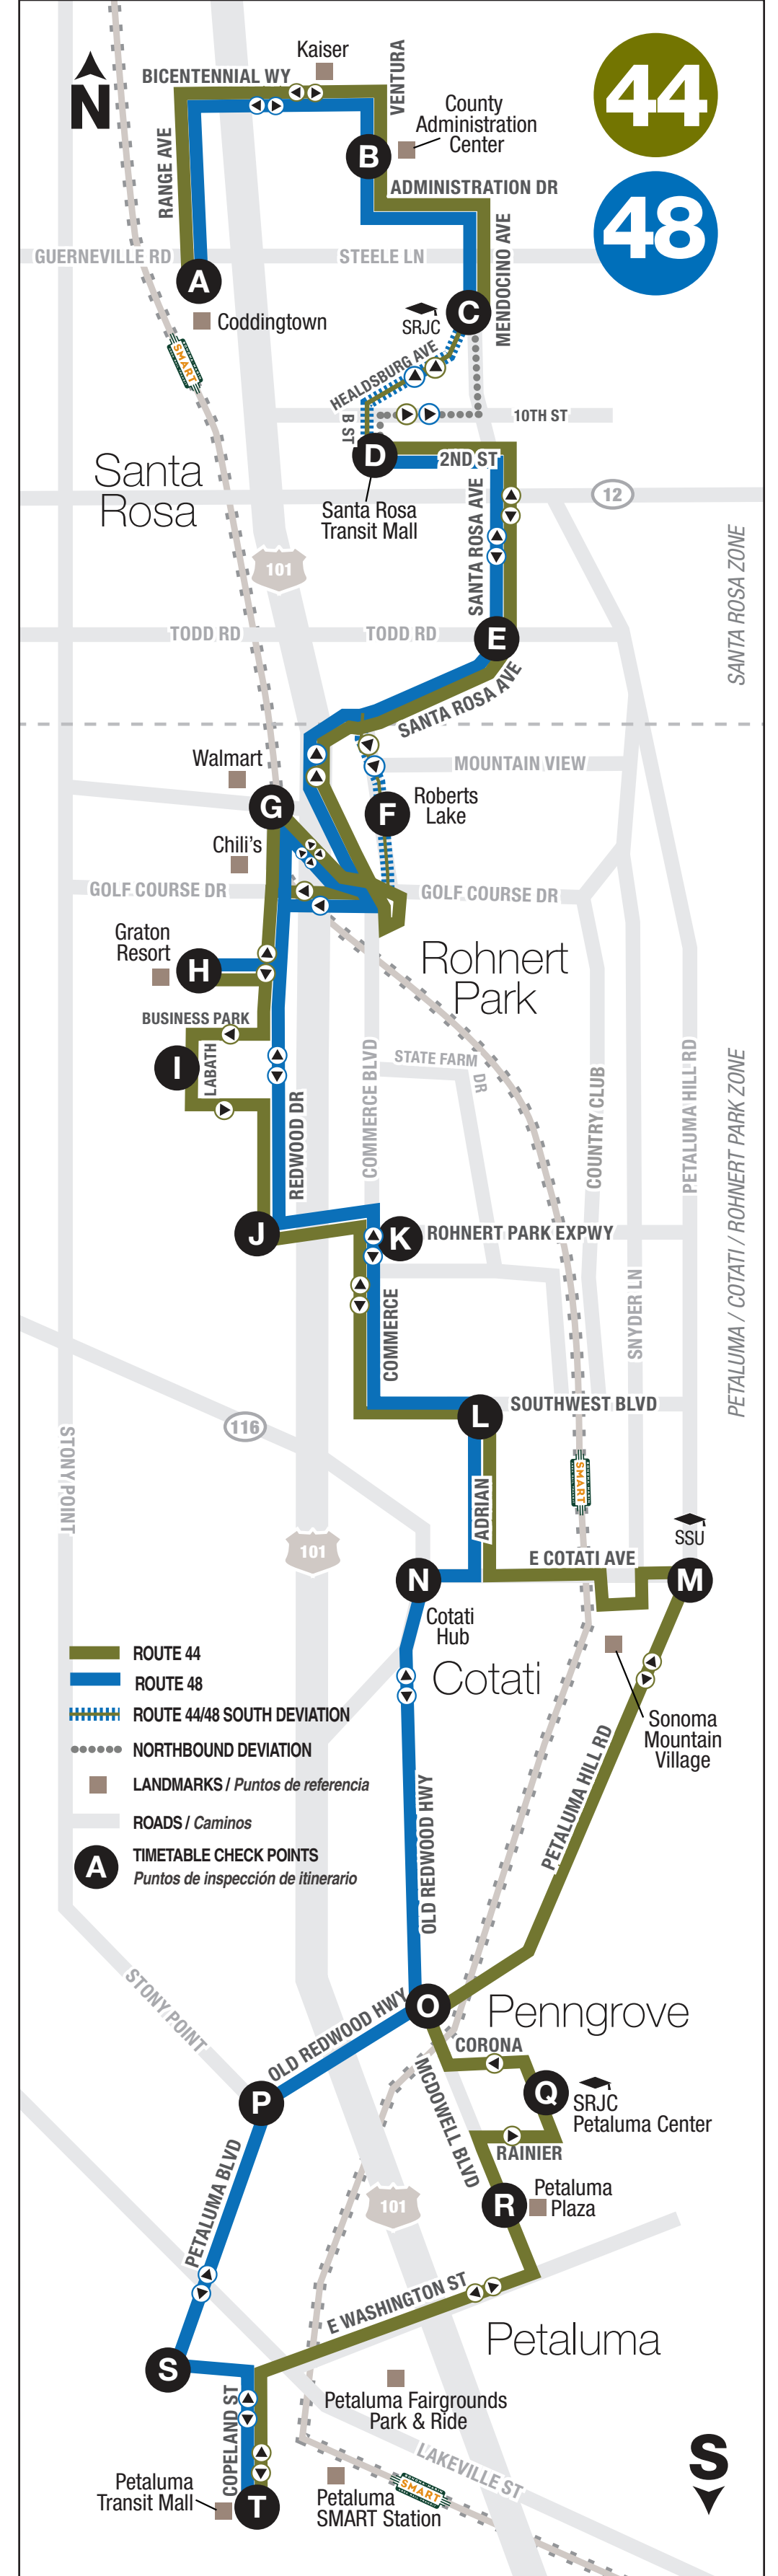 Kaiser
BICENTENNIAL WY
VENTURA
44
N
County
Administration
Center
B
RANGE AVE
ADMINISTRATION DR
48
MENDOCINO AVE
GUERNEVILLE RD
STEELE LN
A
Coddingtown
C
SRJC
SMART
HEALDSBURG AVE
B ST
10TH ST
D
2ND ST
Santa
Rosa
12
Santa Rosa
Transit Mall
SANTA ROSA AVE
SANTA ROSA ZONE
101
TODD RD
TODD RD
E
SANTA ROSA AVE
Walmart
MOUNTAIN VIEW
G
Roberts
Lake
F
Chili's
GOLF COURSE DR
GOLF COURSE DR
Graton
Resort
H
Rohnert
Park
BUSINESS PARK
I
LABATH
STATE FARM
DR
COMMERCE BLVD
COUNTRY CLUB
PETALUMA HILL RD
PETALUMA / COTATI / ROHNERT PARK ZONE
REDWOOD DR
J
K
ROHNERT PARK EXPWY
COMMERCE
SNYDER LN
L
SOUTHWEST BLVD
116
STONY POINT
ADRIAN
SMART
SSU
101
E COTATI AVE
N
M
Cotati
Hub
Cotati
ROUTE 44
ROUTE 48
ROUTE 44/48 SOUTH DEVIATION
NORTHBOUND DEVIATION
LANDMARKS / Puntos de referencia
ROADS / Caminos
A
TIMETABLE CHECK POINTS
Puntos de inspección de itinerario
Sonoma
Mountain
Village
PETALUMA HILL RD
OLD REDWOOD HWY
STONY POINT
OLD REDWOOD HWY
O
Penngrove
CORONA
P
MCDOWELL BLVD
Q
SRJC
Petaluma Center
RAINIER
PETALUMA BLVD
101
R
Petaluma
Plaza
E WASHINGTON ST
Petaluma
S
COPELAND ST
Petaluma Fairgrounds
Park & Ride
Petaluma
Transit Mall
T
LAKEVILLE ST
SMART
Petaluma
SMART Station
S